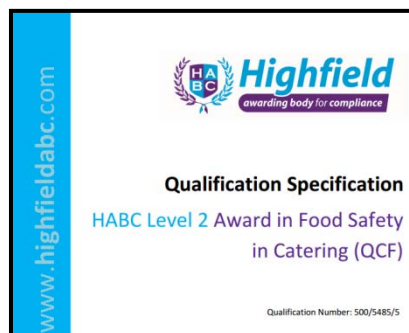 www.highfieldabc.com
HA
BC
Highfield
awarding body for compliance
Qualification Specification
HABC Level 2 Award in Food Safety
in Catering (QCF)
Qualification Number: 500/5485/5